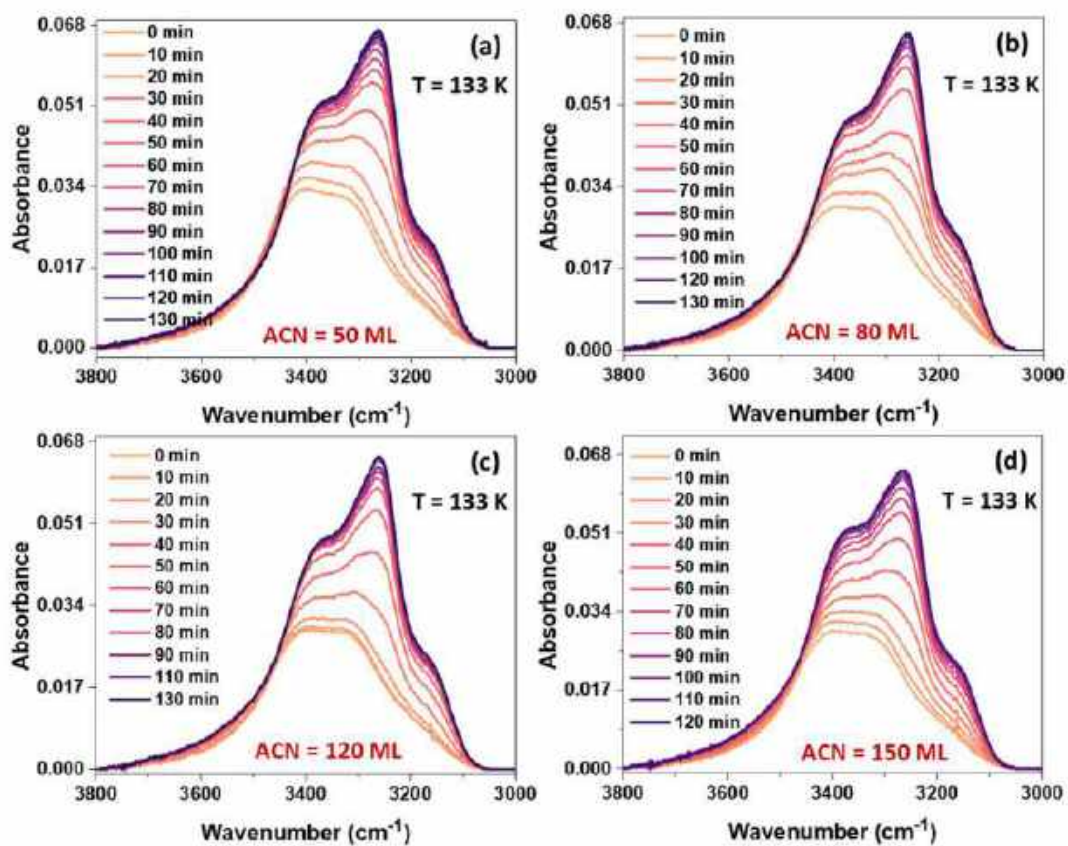 0.068
0.051
0.034
0.017
0.000
Absorbance
0 min
10 min
20 min
30 min
40 min
50 min
60 min
70 min
80 min
90 min
100 min
110 min
120 min
130 min
(a)
T = 133 K
ACN = 50 ML
3800 3600 3400 3200 3000
Wavenumber (cm⁻¹)
0.068
0.051
0.034
0.017
0.000
Absorbance
0 min
10 min
20 min
30 min
40 min
50 min
60 min
70 min
80 min
90 min
100 min
120 min
130 min
(b)
T = 133 K
ACN = 80 ML
3800 3600 3400 3200 3000
Wavenumber (cm⁻¹)
0.068
0.051
0.034
0.017
0.000
Absorbance
0 min
10 min
20 min
30 min
40 min
50 min
60 min
70 min
80 min
90 min
110 min
130 min
(c)
T = 133 K
ACN = 120 ML
3800 3600 3400 3200 3000
Wavenumber (cm⁻¹)
0.068
0.051
0.034
0.017
0.000
Absorbance
0 min
10 min
20 min
30 min
40 min
50 min
60 min
70 min
80 min
90 min
100 min
110 min
120 min
(d)
T = 133 K
ACN = 150 ML
3800 3600 3400 3200 3000
Wavenumber (cm⁻¹)